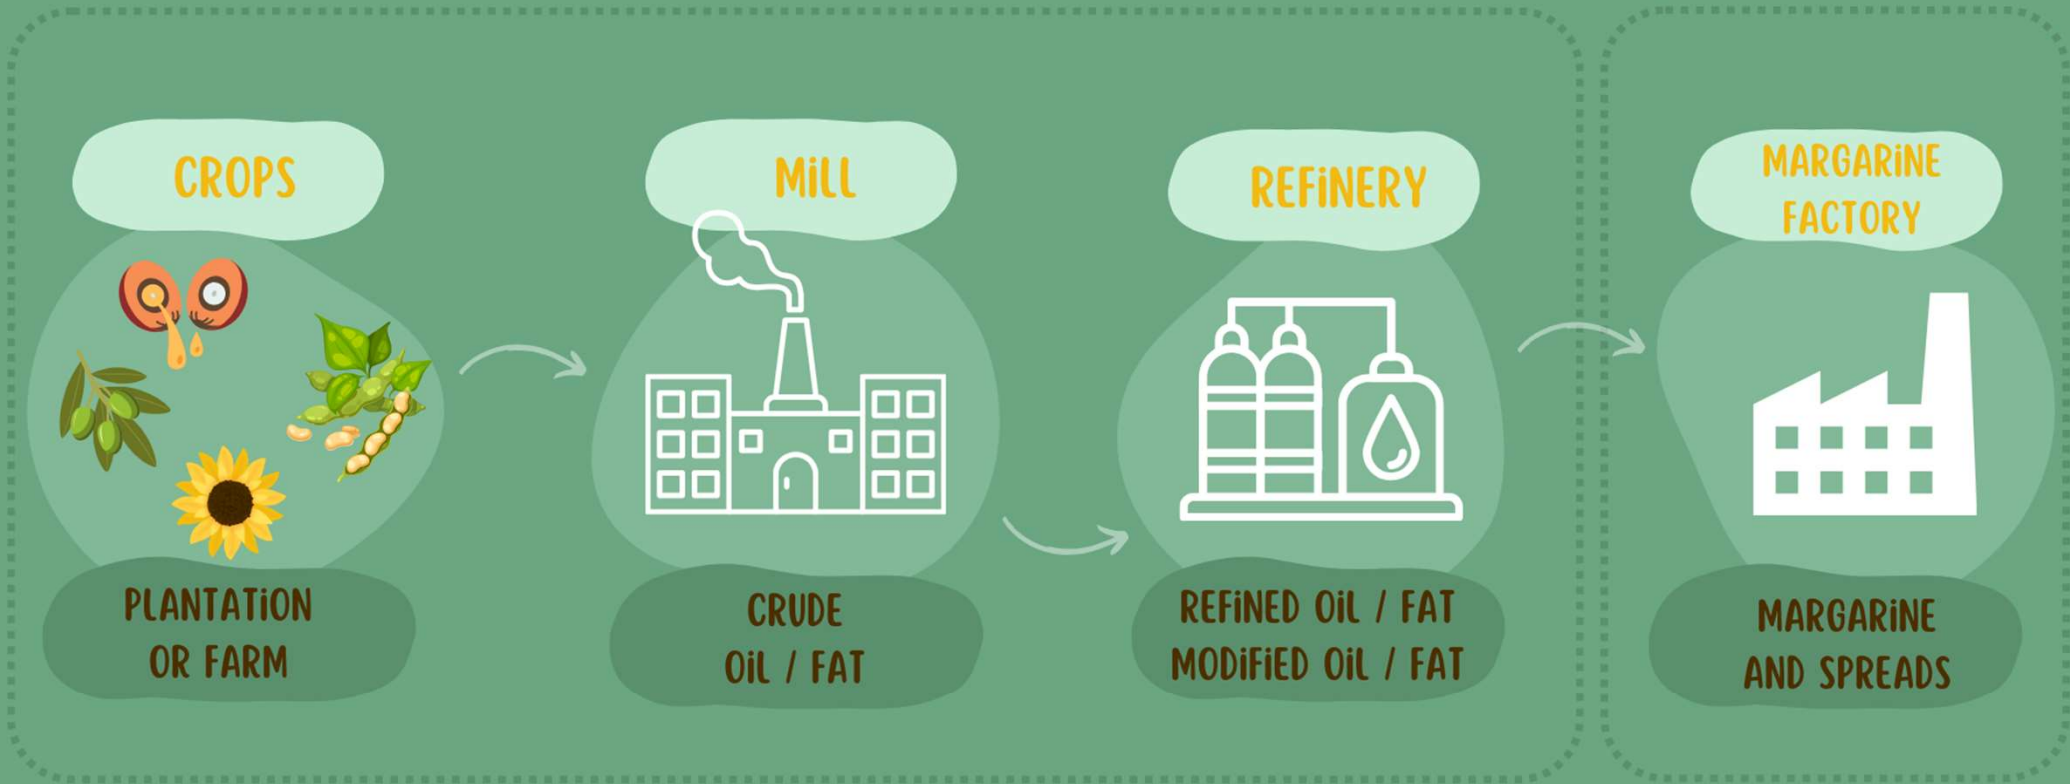 CROPS
PLANTATION
OR FARM
MILL
CRUDE
OIL / FAT
REFINERY
REFINED OIL / FAT
MODIFIED OIL / FAT
MARGARINE
FACTORY
MARGARINE
AND SPREADS